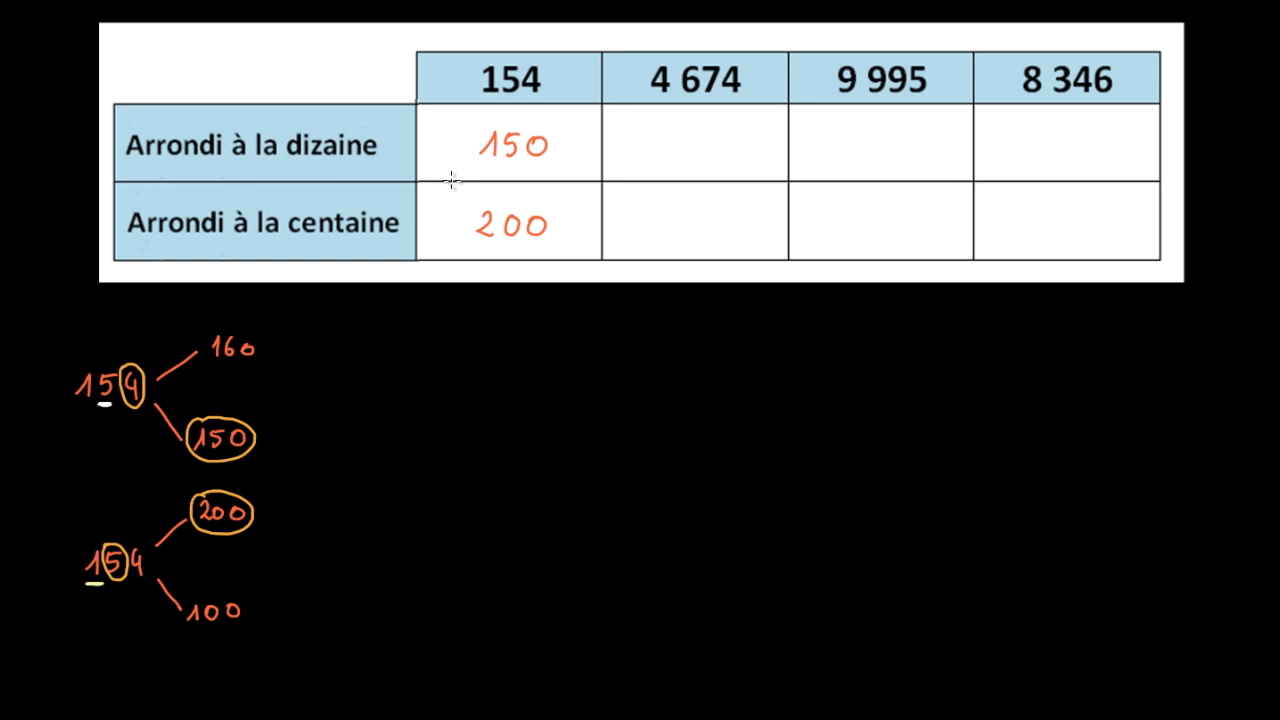 154 4 674 9 995 8 346
Arrondi à la dizaine 150
Arrondi à la centaine 200
160
154
150
200
154
100